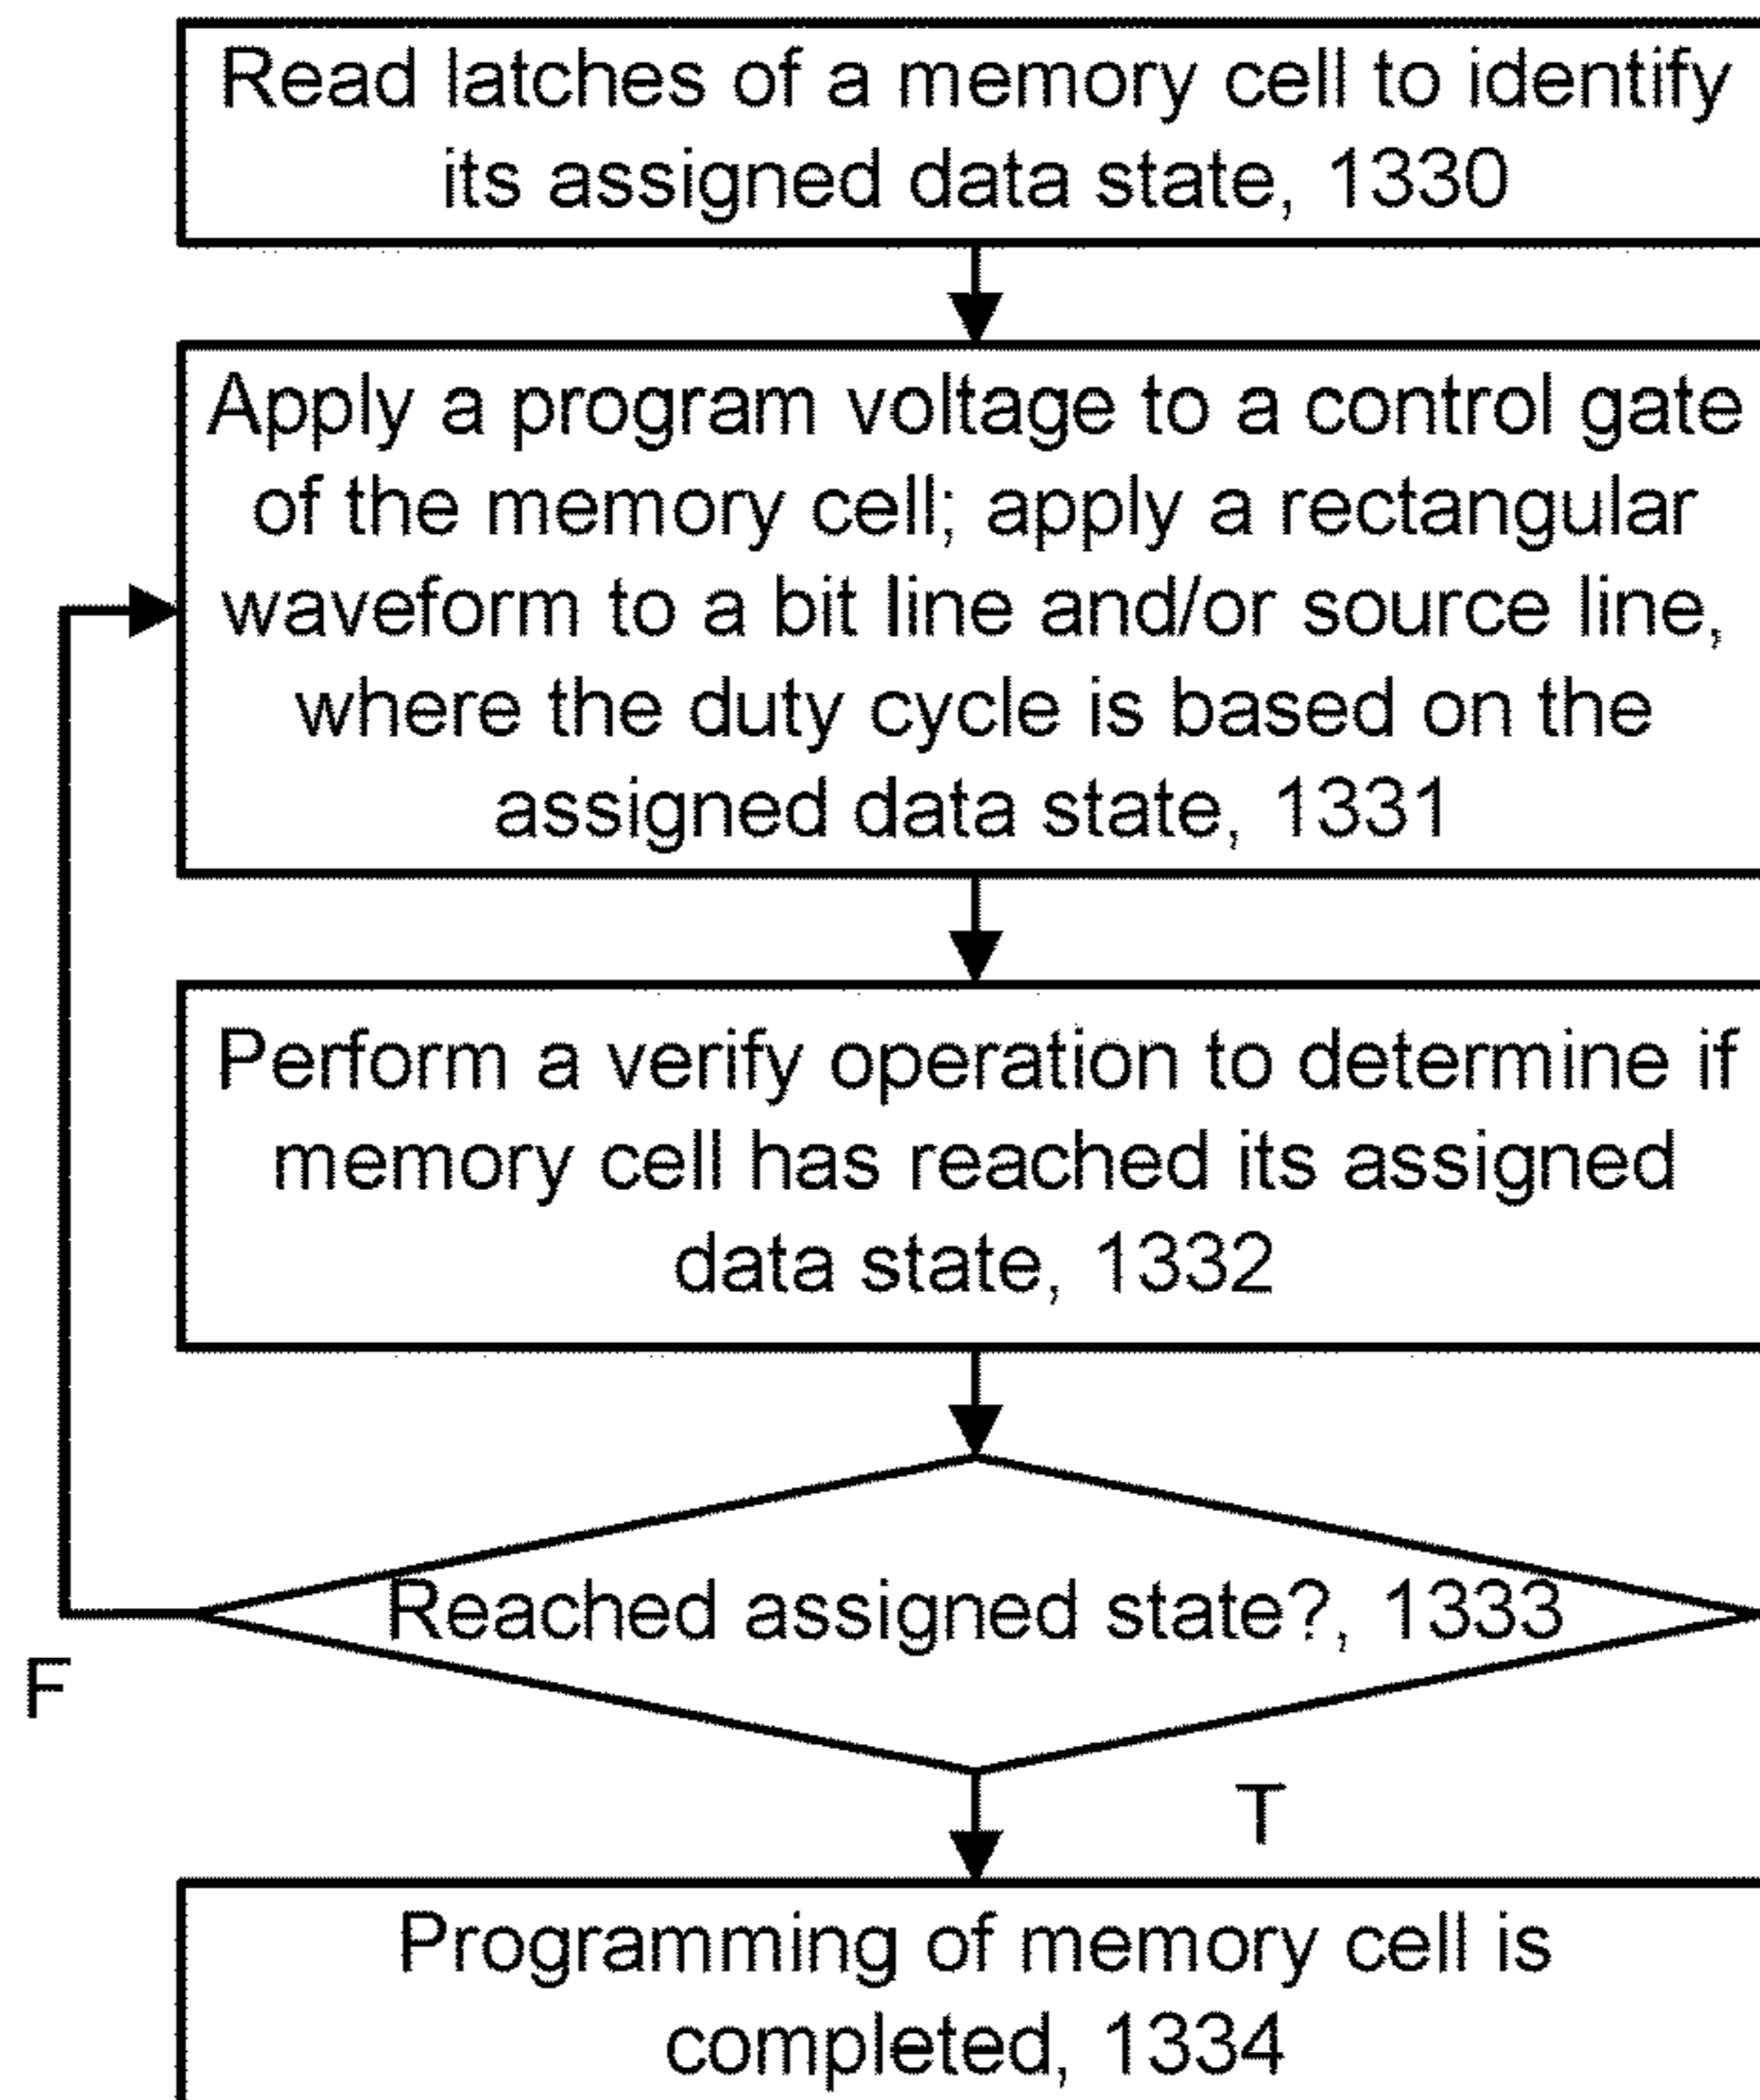 Read latches of a memory cell to identify
its assigned data state, 1330
Apply a program voltage to a control gate
of the memory cell; apply a rectangular
waveform to a bit line and/or source line,
where the duty cycle is based on the
assigned data state, 1331
Perform a verify operation to determine if
memory cell has reached its assigned
data state, 1332
Reached assigned state?, 1333
F
T
Programming of memory cell is
completed, 1334